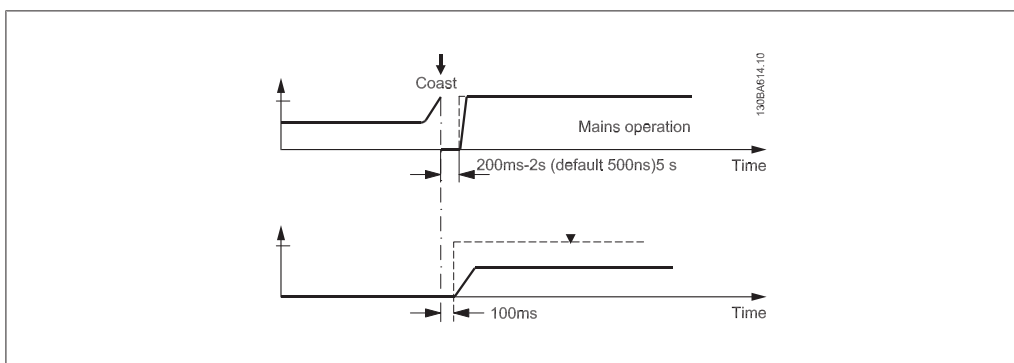 Coast
130BA614.10
Mains operation
200ms-2s (default 500ns)5 s
Time
100ms
Time